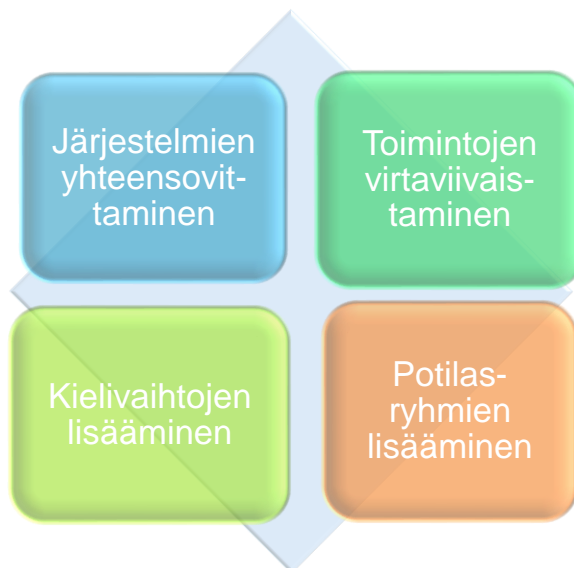 Järjestelmien
yhteensovit-
taminen
Toimintojen
virtaviivais-
taminen
Kielivaihtojen
lisääminen
Potilas-
ryhmien
lisääminen